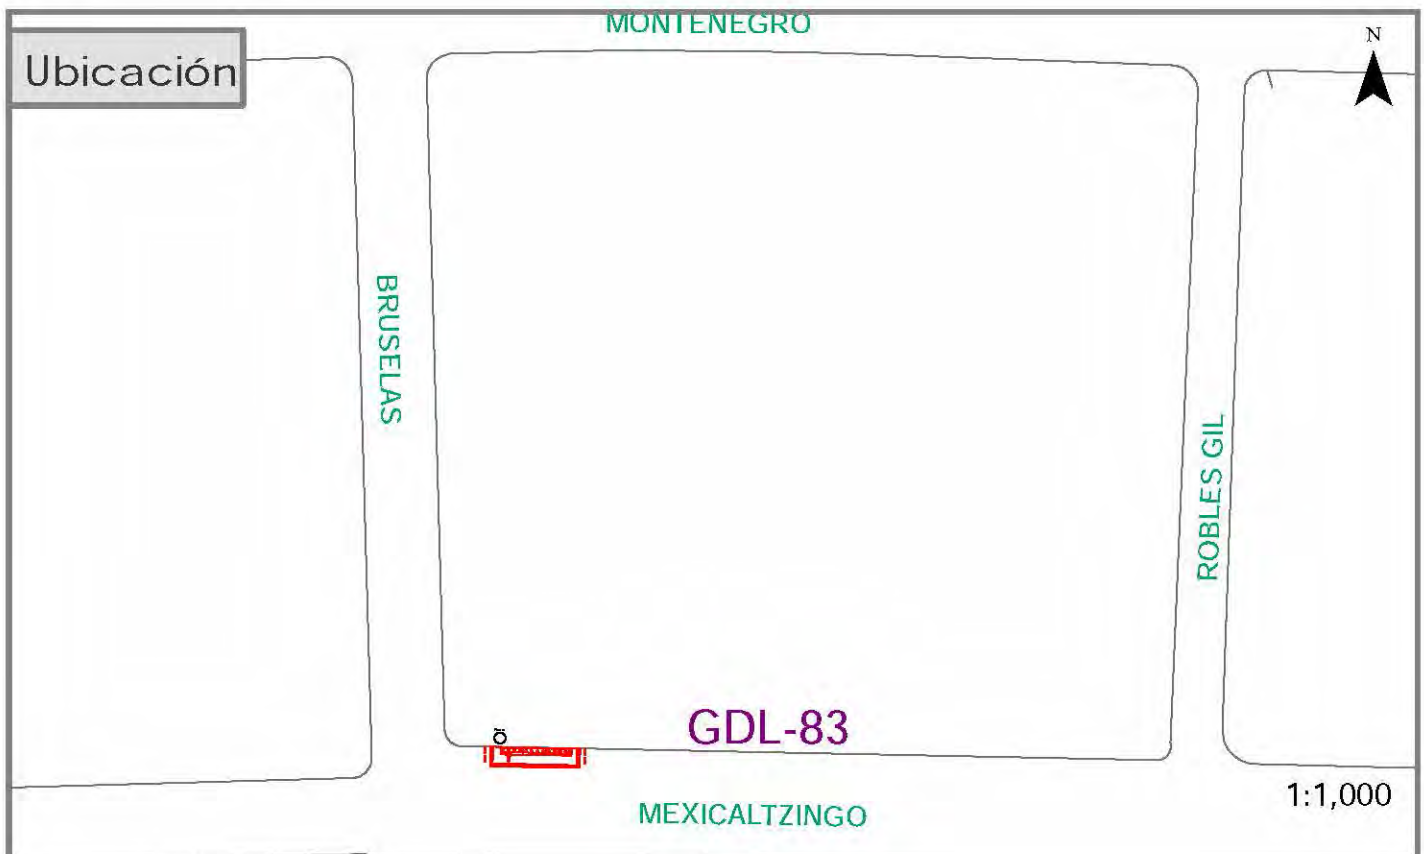 MONTENEGRO
Ubicación
N
BRUSELAS
ROBLES GIL
GDL-83
1:1,000
MEXICALTZINGO